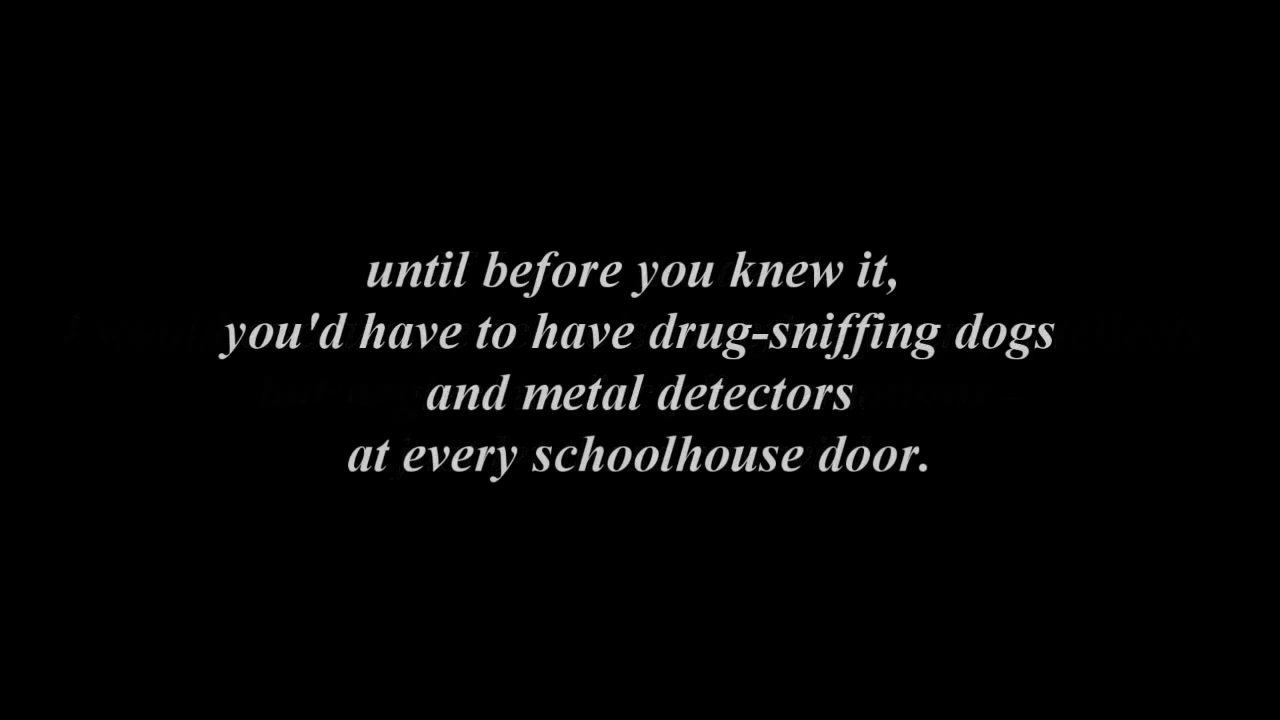 until before you knew it,
you'd have to have drug-sniffing dogs
and metal detectors
at every schoolhouse door.